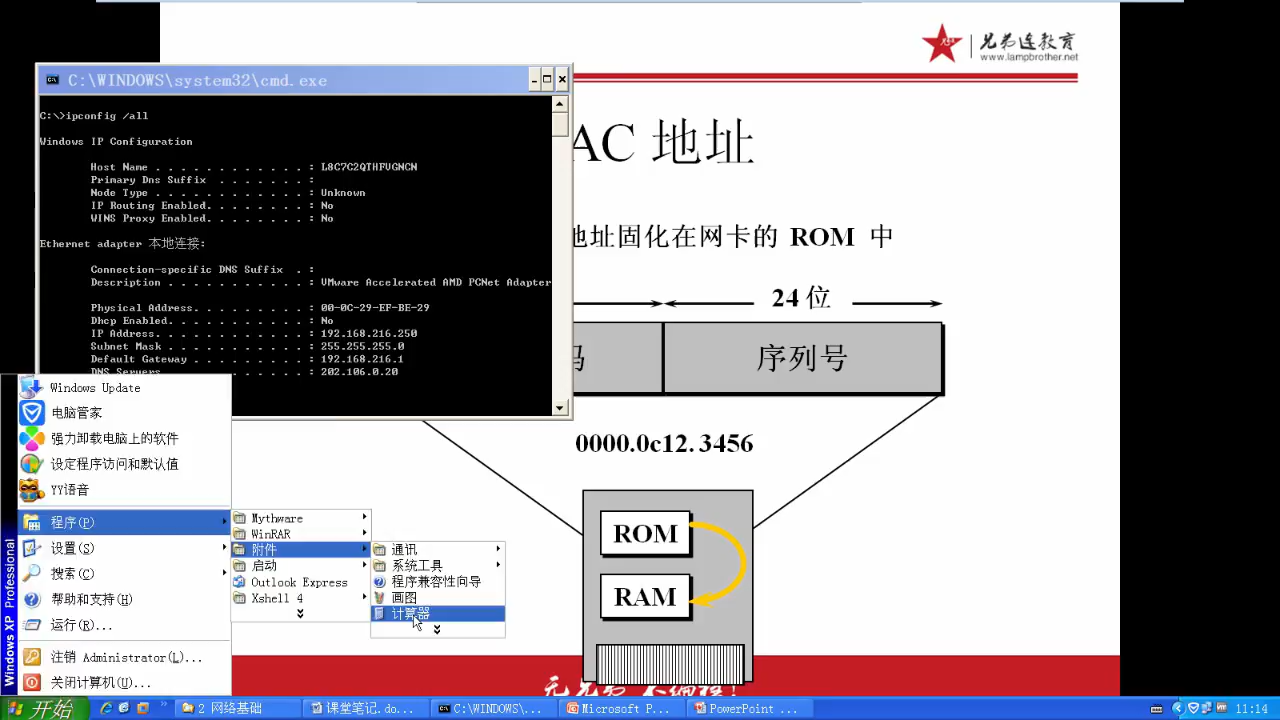 兄弟连教育
www.lampbrother.net
C:\WINDOWS\system32\cmd.exe
C:\>ipconfig /all
Windows IP Configuration
Host Name . . . . . . . . . . . . : L8C7C2QTHFVGNCN
Primary Dns Suffix . . . . . . . :
Node Type . . . . . . . . . . . . : Unknown
IP Routing Enabled. . . . . . . . : No
WINS Proxy Enabled. . . . . . . . : No
Ethernet adapter 本地连接:
Connection-specific DNS Suffix . :
Description . . . . . . . . . . . : VMware Accelerated AMD PCNet Adapter
Physical Address. . . . . . . . . : 00-0C-29-EF-BE-29
Dhcp Enabled. . . . . . . . . . . : No
IP Address. . . . . . . . . . . . : 192.168.216.250
Subnet Mask . . . . . . . . . . . : 255.255.255.0
Default Gateway . . . . . . . . . : 192.168.216.1
DNS Servers . . . . . . . . . . . : 202.106.0.20
AC 地址
地址固化在网卡的 ROM 中
24 位
码
序列号
0000.0c12.3456
ROM
RAM
Windows Update
电脑管家
强力卸载电脑上的软件
设定程序访问和默认值
YY语音
程序(P)
设置(S)
搜索(C)
帮助和支持(H)
运行(R)...
注销 Administrator(L)...
关闭计算机(U)...
Windows XP Professional
Mythware
WinRAR
附件
启动
Outlook Express
Xshell 4
通讯
系统工具
程序兼容性向导
画图
计算器
无兄弟 不编程!
开始
2 网络基础
课堂笔记.do...
C:\WINDOWS\...
Microsoft P...
PowerPoint ...
11:14